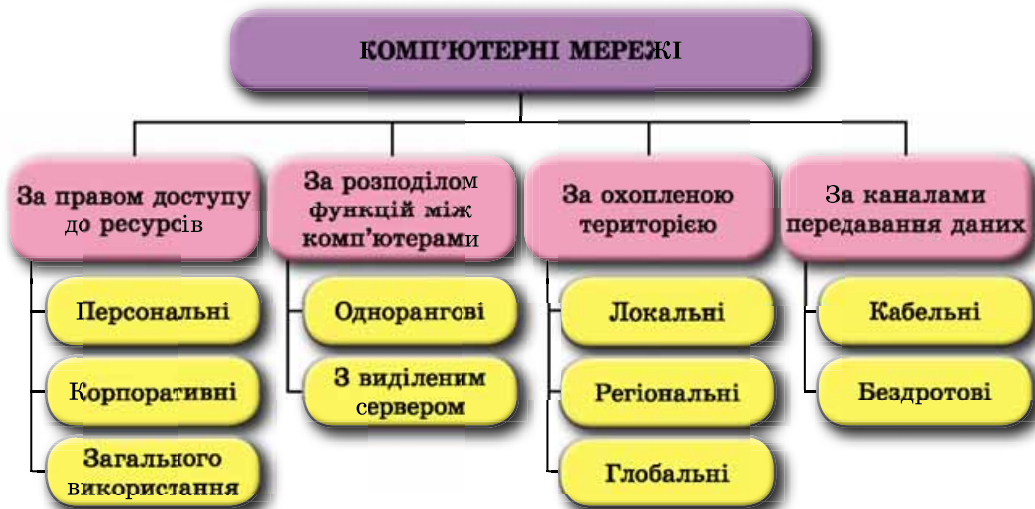 КОМП'ЮТЕРНІ МЕРЕЖІ
За правом доступу
до ресурсів
Персональні
Корпоративні
Загального
використання
За розподілом
функцій між
комп'ютерами
Однорангові
З виділеним
сервером
За охопленою
територією
Локальні
Регіональні
Глобальні
За каналами
передавання даних
Кабельні
Бездротові